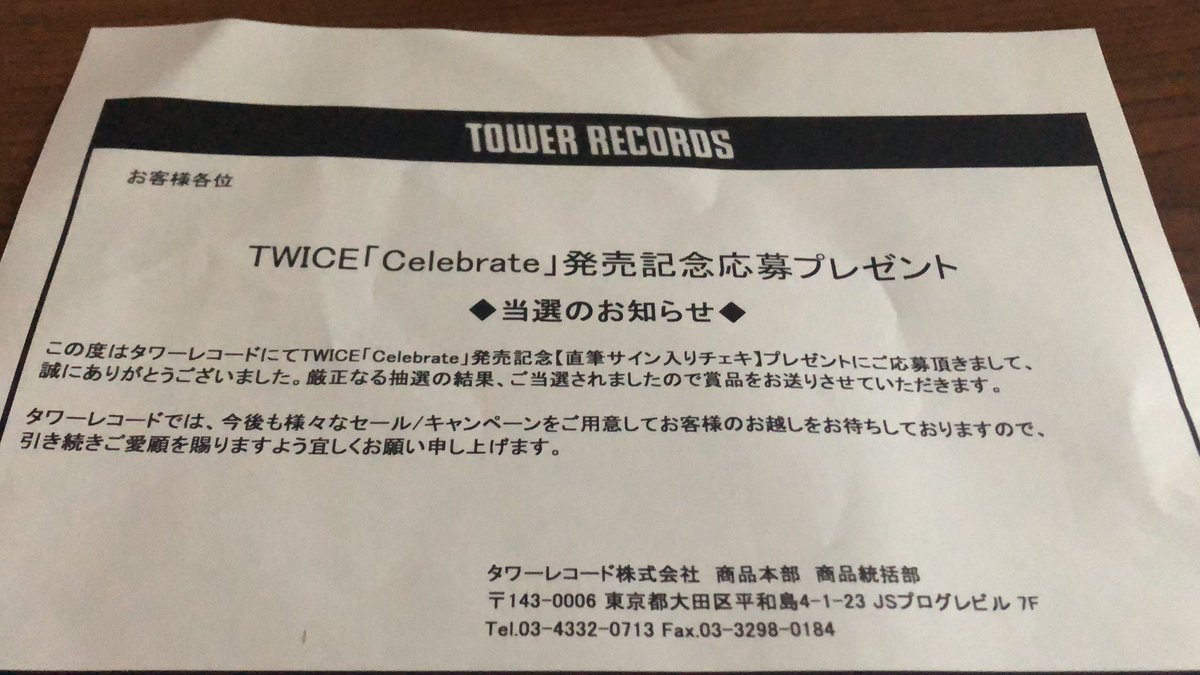 TOWER RECORDS
お客様各位
TWICE「Celebrate」発売記念応募プレゼント
◆当選のお知らせ◆
この度はタワーレコードにてTWICE「Celebrate」発売記念【直筆サイン入りチェキ】プレゼントにご応募頂きまして、
誠にありがとうございました。厳正なる抽選の結果、ご当選されましたので賞品をお送りさせていただきます。
タワーレコードでは、今後も様々なセール/キャンペーンをご用意してお客様のお越しをお待ちしておりますので、
引き続きご愛顧を賜りますよう宜しくお願い申し上げます。
タワーレコード株式会社 商品本部 商品統括部
〒143-0006 東京都大田区平和島4-1-23 JSプログレビル 7F
Tel.03-4332-0713 Fax.03-3298-0184